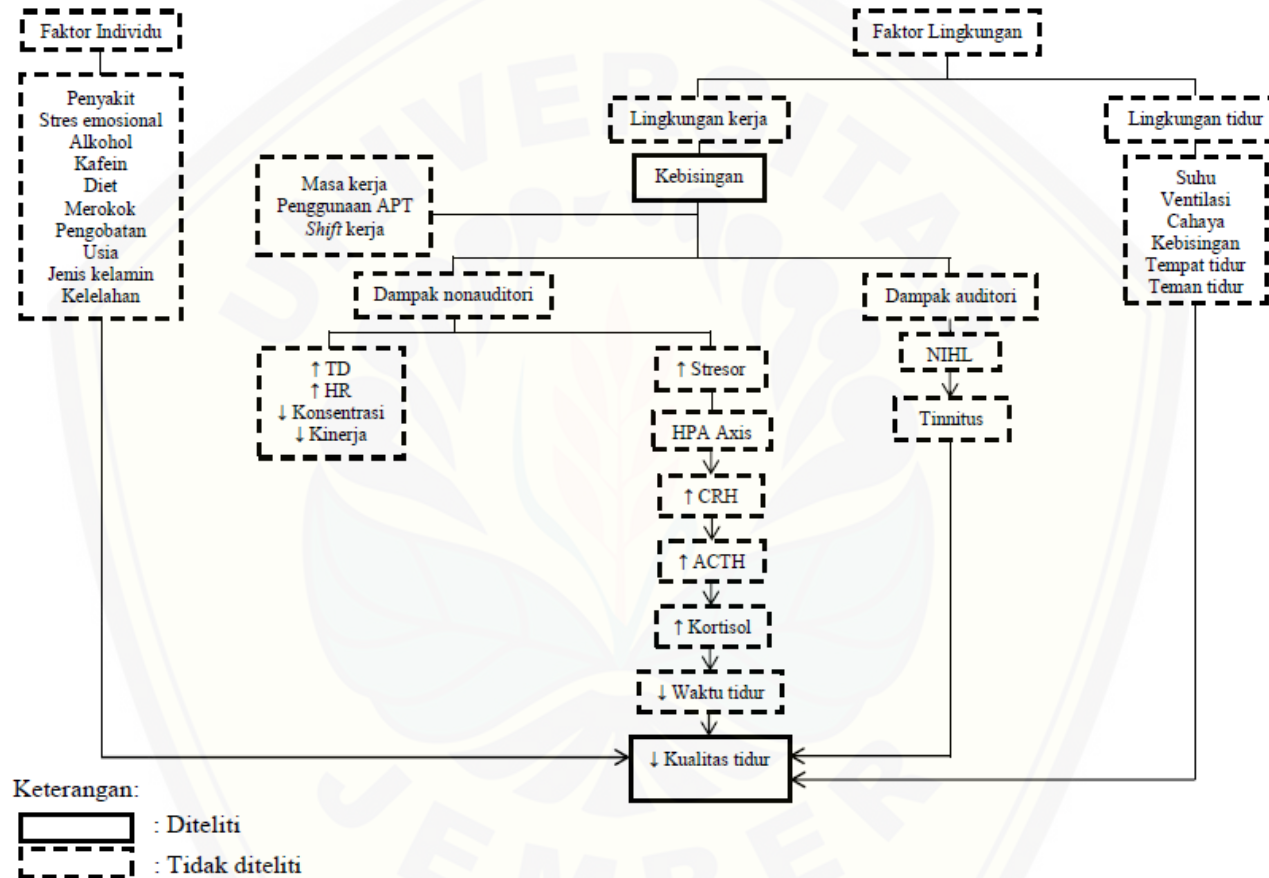 Faktor Individu
Faktor Lingkungan
Penyakit
Stres emosional
Alkohol
Kafein
Diet
Merokok
Pengobatan
Usia
Jenis kelamin
Kelelahan
Lingkungan kerja
Lingkungan tidur
Kebisingan
Masa kerja
Penggunaan APT
Shift kerja
Suhu
Ventilasi
Cahaya
Kebisingan
Tempat tidur
Teman tidur
Dampak nonauditori
Dampak auditori
↑ TD
↑ HR
↓ Konsentrasi
↓ Kinerja
↑ Stresor
HPA Axis
↑ CRH
↑ ACTH
↑ Kortisol
↓ Waktu tidur
NIHL
Tinnitus
↓ Kualitas tidur
Keterangan:
: Diteliti
: Tidak diteliti
UNIVERSITAS
JEMBER